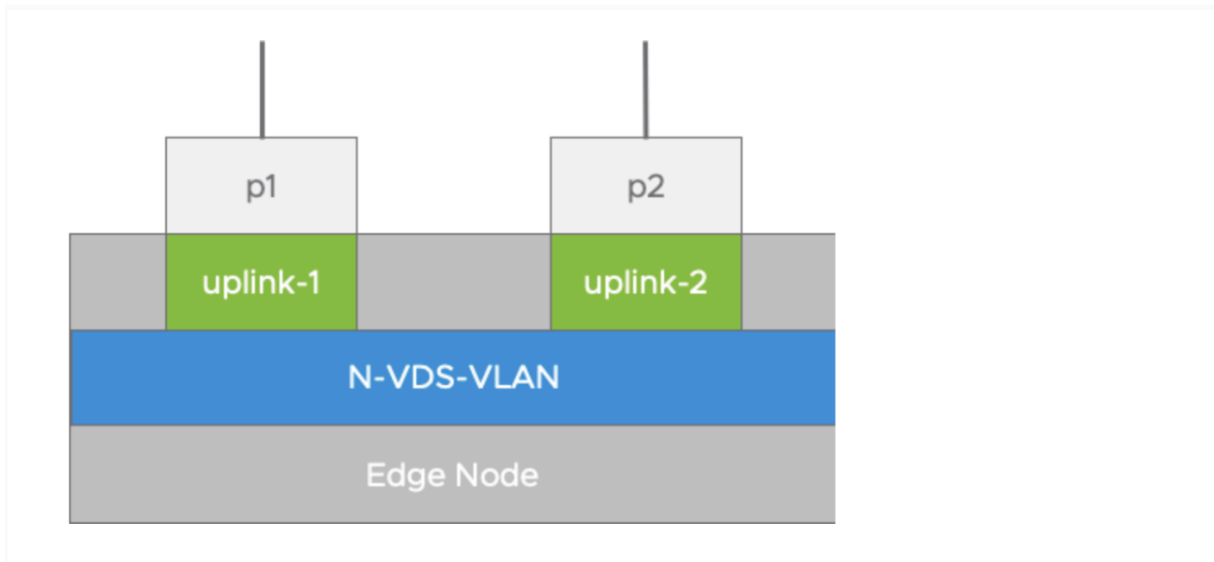 p1
p2
uplink-1
uplink-2
N-VDS-VLAN
Edge Node